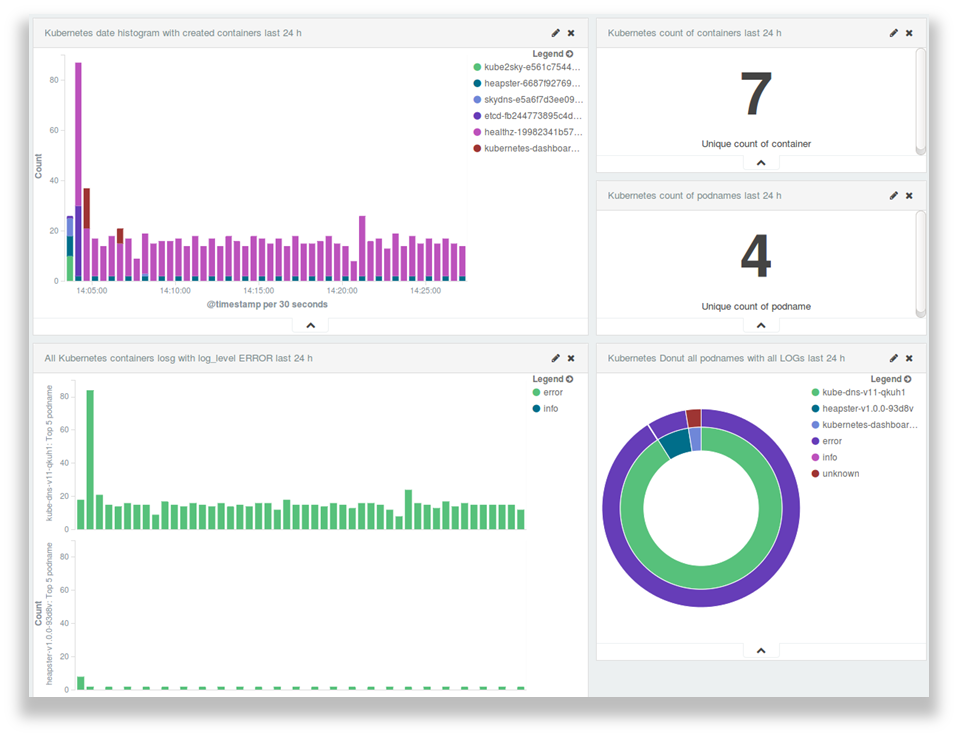 Kubernetes date histogram with created containers last 24 h
Legend
kube2sky-e561c7544...
heapster-6687f92769...
skydns-e5a6f7d3ee09...
etcd-fb244773895c4d...
healthz-19982341b57...
kubernetes-dashboar...
Count
80
60
40
20
0
14:05:00 14:10:00 14:15:00 14:20:00 14:25:00
@timestamp per 30 seconds
Kubernetes count of containers last 24 h
7
Unique count of container
Kubernetes count of podnames last 24 h
4
Unique count of podname
All Kubernetes containers losg with log_level ERROR last 24 h
Legend
error
info
kube-dns-v11-qkuh1: Top 5 podname
80
60
40
20
0
Count
heapster-v1.0.0-93d8v: Top 5 podname
80
60
40
20
0
Kubernetes Donut all podnames with all LOGs last 24 h
Legend
kube-dns-v11-qkuh1
heapster-v1.0.0-93d8v
kubernetes-dashboar...
error
info
unknown